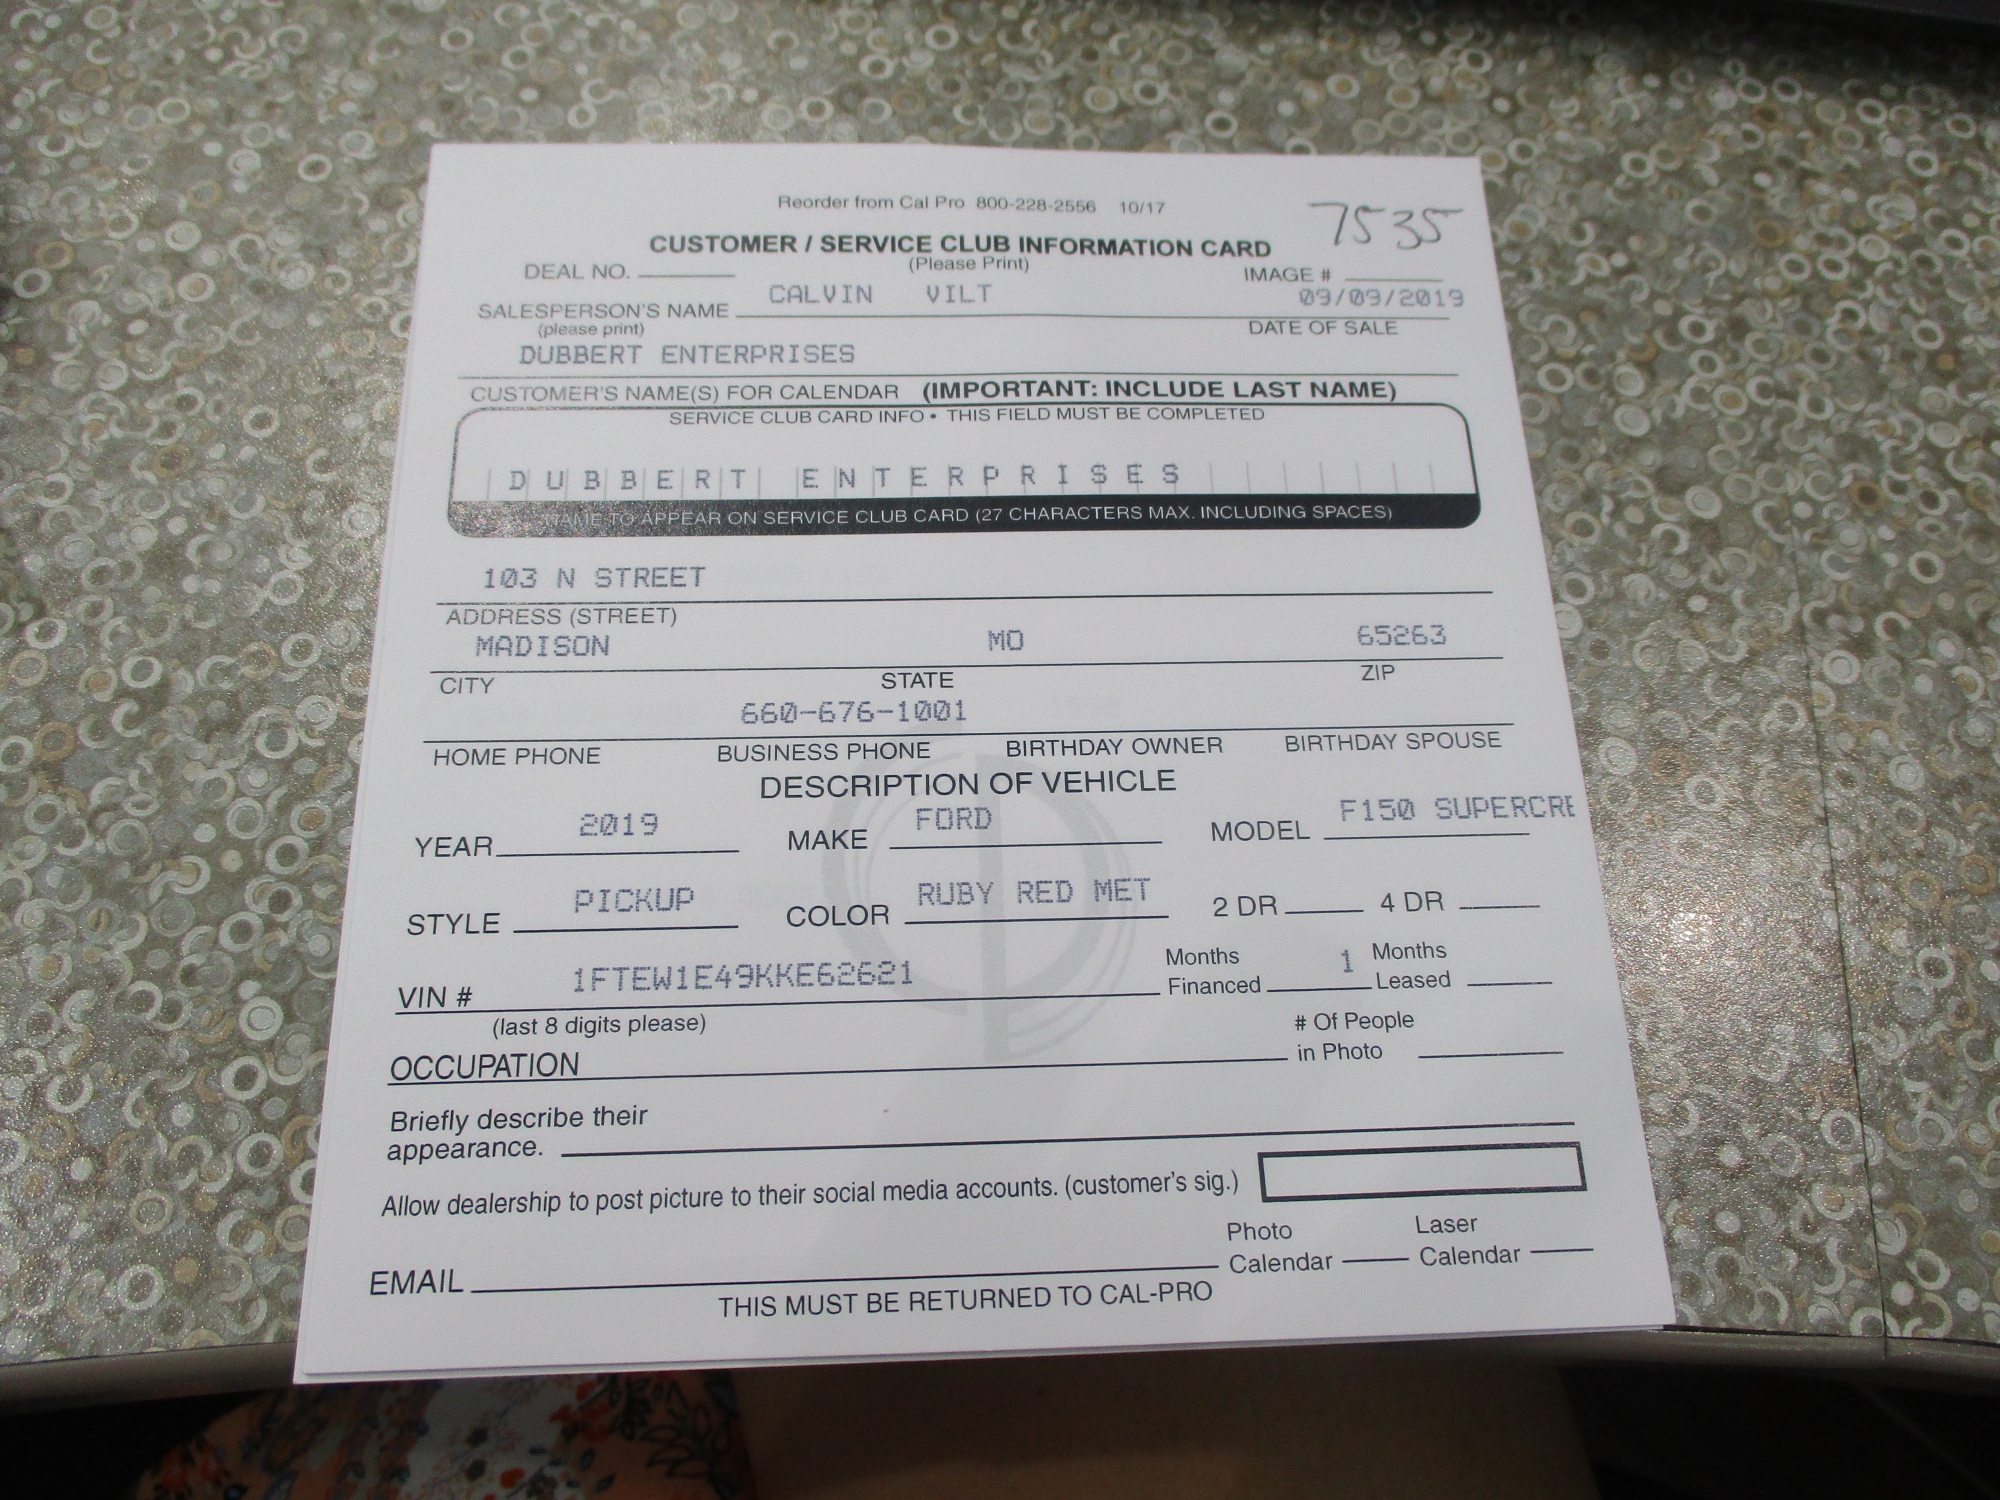 Reorder from Cal Pro 800-228-2556 10/17
7535
CUSTOMER / SERVICE CLUB INFORMATION CARD
DEAL NO. (Please Print) IMAGE #
SALESPERSON'S NAME CALVIN VILT 09/09/2019
(please print) DATE OF SALE
DUBBERT ENTERPRISES
CUSTOMER'S NAME(S) FOR CALENDAR (IMPORTANT: INCLUDE LAST NAME)
SERVICE CLUB CARD INFO • THIS FIELD MUST BE COMPLETED
DUBBERT ENTERPRISES
NAME TO APPEAR ON SERVICE CLUB CARD (27 CHARACTERS MAX. INCLUDING SPACES)
103 N STREET
ADDRESS (STREET)
MADISON MO 65263
CITY STATE ZIP
660-676-1001
HOME PHONE BUSINESS PHONE BIRTHDAY OWNER BIRTHDAY SPOUSE
DESCRIPTION OF VEHICLE
YEAR 2019 MAKE FORD MODEL F150 SUPERCRE
STYLE PICKUP COLOR RUBY RED MET 2 DR 4 DR
VIN # 1FTEW1E49KKE62621 Months Financed 1 Months Leased
(last 8 digits please)
OCCUPATION # Of People in Photo
Briefly describe their
appearance.
Allow dealership to post picture to their social media accounts. (customer's sig.)
EMAIL Photo Calendar Laser Calendar
THIS MUST BE RETURNED TO CAL-PRO